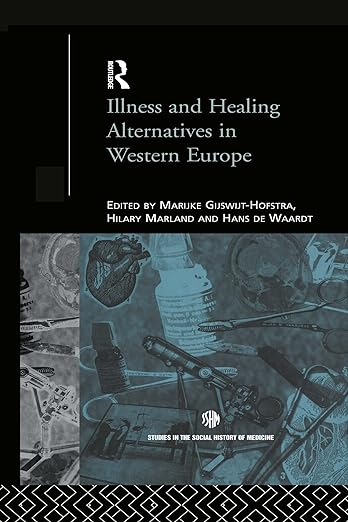 ROUTLEDGE
Illness and Healing
Alternatives in
Western Europe
Edited by Marijke Gijswijt-Hofstra,
Hilary Marland and Hans de Waardt
SSHM
STUDIES IN THE SOCIAL HISTORY OF MEDICINE